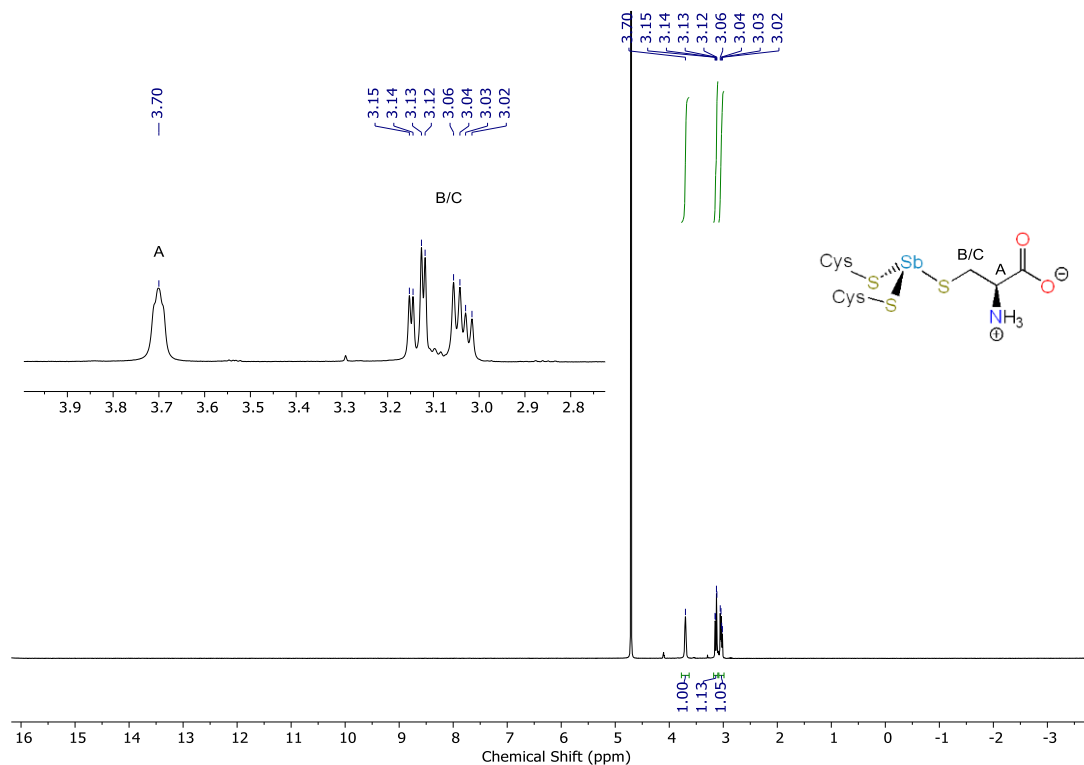 3.70 3.15 3.14 3.13 3.12 3.06 3.04 3.03 3.02
3.70 3.15 3.14 3.13 3.12 3.06 3.04 3.03 3.02
A B/C
3.9 3.8 3.7 3.6 3.5 3.4 3.3 3.2 3.1 3.0 2.9 2.8
B/C A O
Cys S Sb S O ⊖
Cys S NH3
⊕
1.00 1.13 1.05
16 15 14 13 12 11 10 9 8 7 6 5 4 3 2 1 0 -1 -2 -3
Chemical Shift (ppm)